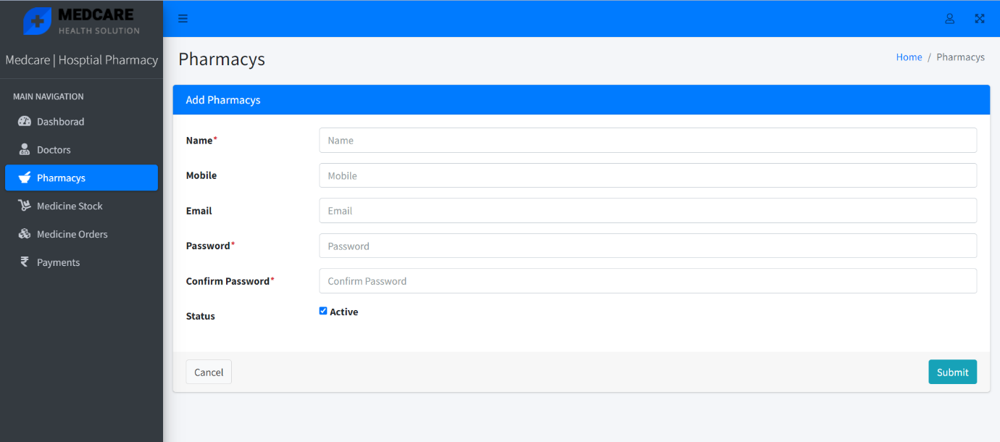 MEDCARE
HEALTH SOLUTION
Medcare | Hosptial Pharmacy
MAIN NAVIGATION
Dashborad
Doctors
Pharmacys
Medicine Stock
Medicine Orders
Payments
Pharmacys
Home / Pharmacys
Add Pharmacys
Name* Name
Mobile Mobile
Email Email
Password* Password
Confirm Password* Confirm Password
Status Active
Cancel Submit